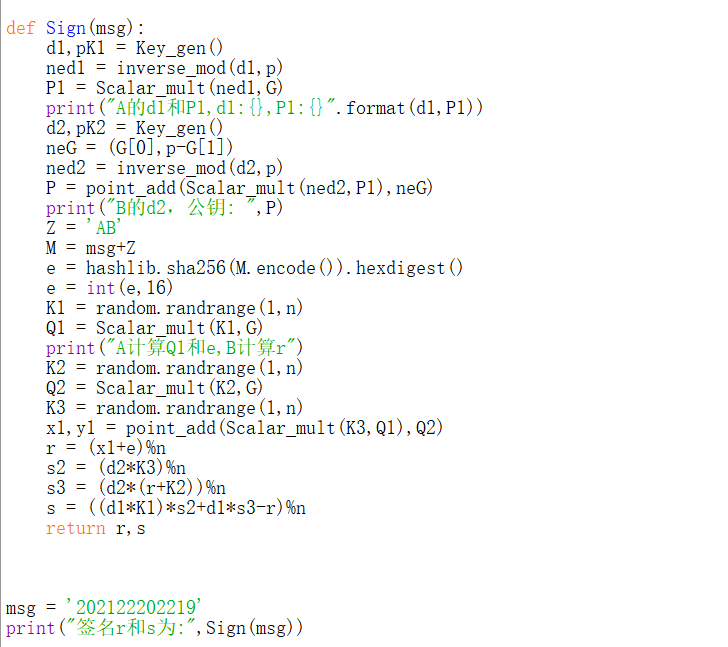 def Sign(msg):
    d1,pK1 = Key_gen()
    ned1 = inverse_mod(d1,p)
    P1 = Scalar_mult(ned1,G)
    print("A的d1和P1,d1:{},P1:{}".format(d1,P1))
    d2,pK2 = Key_gen()
    neG = (G[0],p-G[1])
    ned2 = inverse_mod(d2,p)
    P = point_add(Scalar_mult(ned2,P1),neG)
    print("B的d2，公钥: ",P)
    Z = 'AB'
    M = msg+Z
    e = hashlib.sha256(M.encode()).hexdigest()
    e = int(e,16)
    K1 = random.randrange(1,n)
    Q1 = Scalar_mult(K1,G)
    print("A计算Q1和e,B计算r")
    K2 = random.randrange(1,n)
    Q2 = Scalar_mult(K2,G)
    K3 = random.randrange(1,n)
    x1,y1 = point_add(Scalar_mult(K3,Q1),Q2)
    r = (x1+e)%n
    s2 = (d2*K3)%n
    s3 = (d2*(r+K2))%n
    s = ((d1*K1)*s2+d1*s3-r)%n
    return r,s
msg = '202122202219'
print("签名r和s为:",Sign(msg))